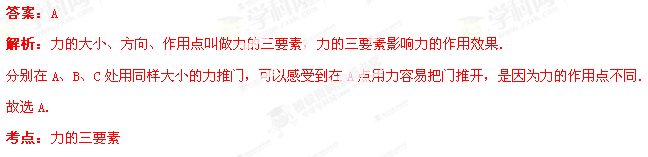 答案：A
解析：力的大小、方向、作用点叫做力的三要素，力的三要素影响力的作用效果.
分别在 A、B、C 处用同样大小的力推门，可以感受到在 A 点用力容易把门推开，是因为力的作用点不同.
故选 A.
考点：力的三要素